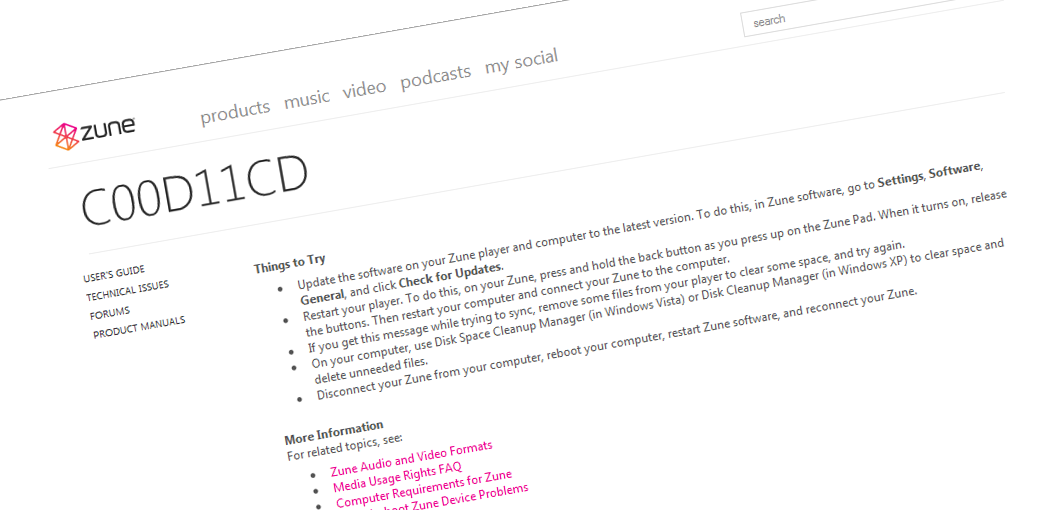 search
zune
products music video podcasts my social
C00D11CD
USER'S GUIDE
TECHNICAL ISSUES
FORUMS
PRODUCT MANUALS
Things to Try
Update the software on your Zune player and computer to the latest version. To do this, in Zune software, go to Settings, Software,
General, and click Check for Updates.
Restart your player. To do this, on your Zune, press and hold the back button as you press up on the Zune Pad. When it turns on, release
the buttons. Then restart your computer and connect your Zune to the computer.
If you get this message while trying to sync, remove some files from your player to clear some space, and try again.
On your computer, use Disk Space Cleanup Manager (in Windows Vista) or Disk Cleanup Manager (in Windows XP) to clear space and
delete unneeded files.
Disconnect your Zune from your computer, reboot your computer, restart Zune software, and reconnect your Zune.
More Information
For related topics, see:
Zune Audio and Video Formats
Media Usage Rights FAQ
Computer Requirements for Zune
Zune Device Problems